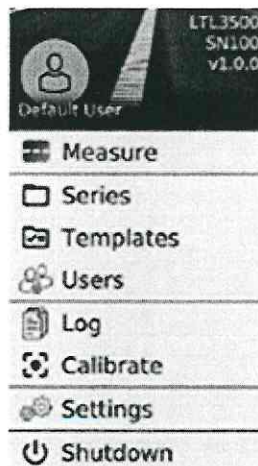 LTL3500
SN100
v1.0.0
Default User
Measure
Series
Templates
Users
Log
Calibrate
Settings
Shutdown